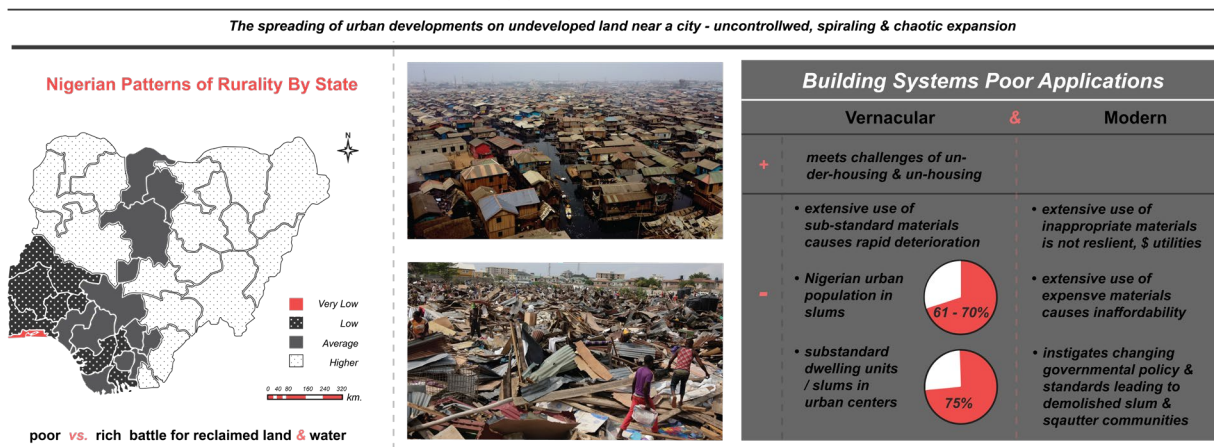 The spreading of urban developments on undeveloped land near a city - uncontrollwed, spiraling & chaotic expansion
Nigerian Patterns of Rurality By State
N
Very Low
Low
Average
Higher
0 40 80 160 240 320
km.
poor vs. rich battle for reclaimed land & water
Building Systems Poor Applications
Vernacular & Modern
+
meets challenges of un-
der-housing & un-housing
-
• extensive use of
sub-standard materials
causes rapid deterioration
• Nigerian urban
population in
slums
61 - 70%
• substandard
dwelling units
/ slums in
urban centers
75%
• extensive use of
inappropriate materials
is not reslient, $ utilities
• extensive use of
expensve materials
causes inaffordability
• instigates changing
governmental policy &
standards leading to
demolished slum &
sqautter communities